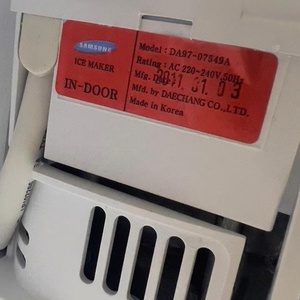 SAMSUNG
ICE MAKER
IN-DOOR
Model : DA97-07549A
Rating : AC 220-240V 50Hz
Mfg. DATE
2021.01.03
Mfd. by DAECHANG CO.,LTD.
Made in Korea